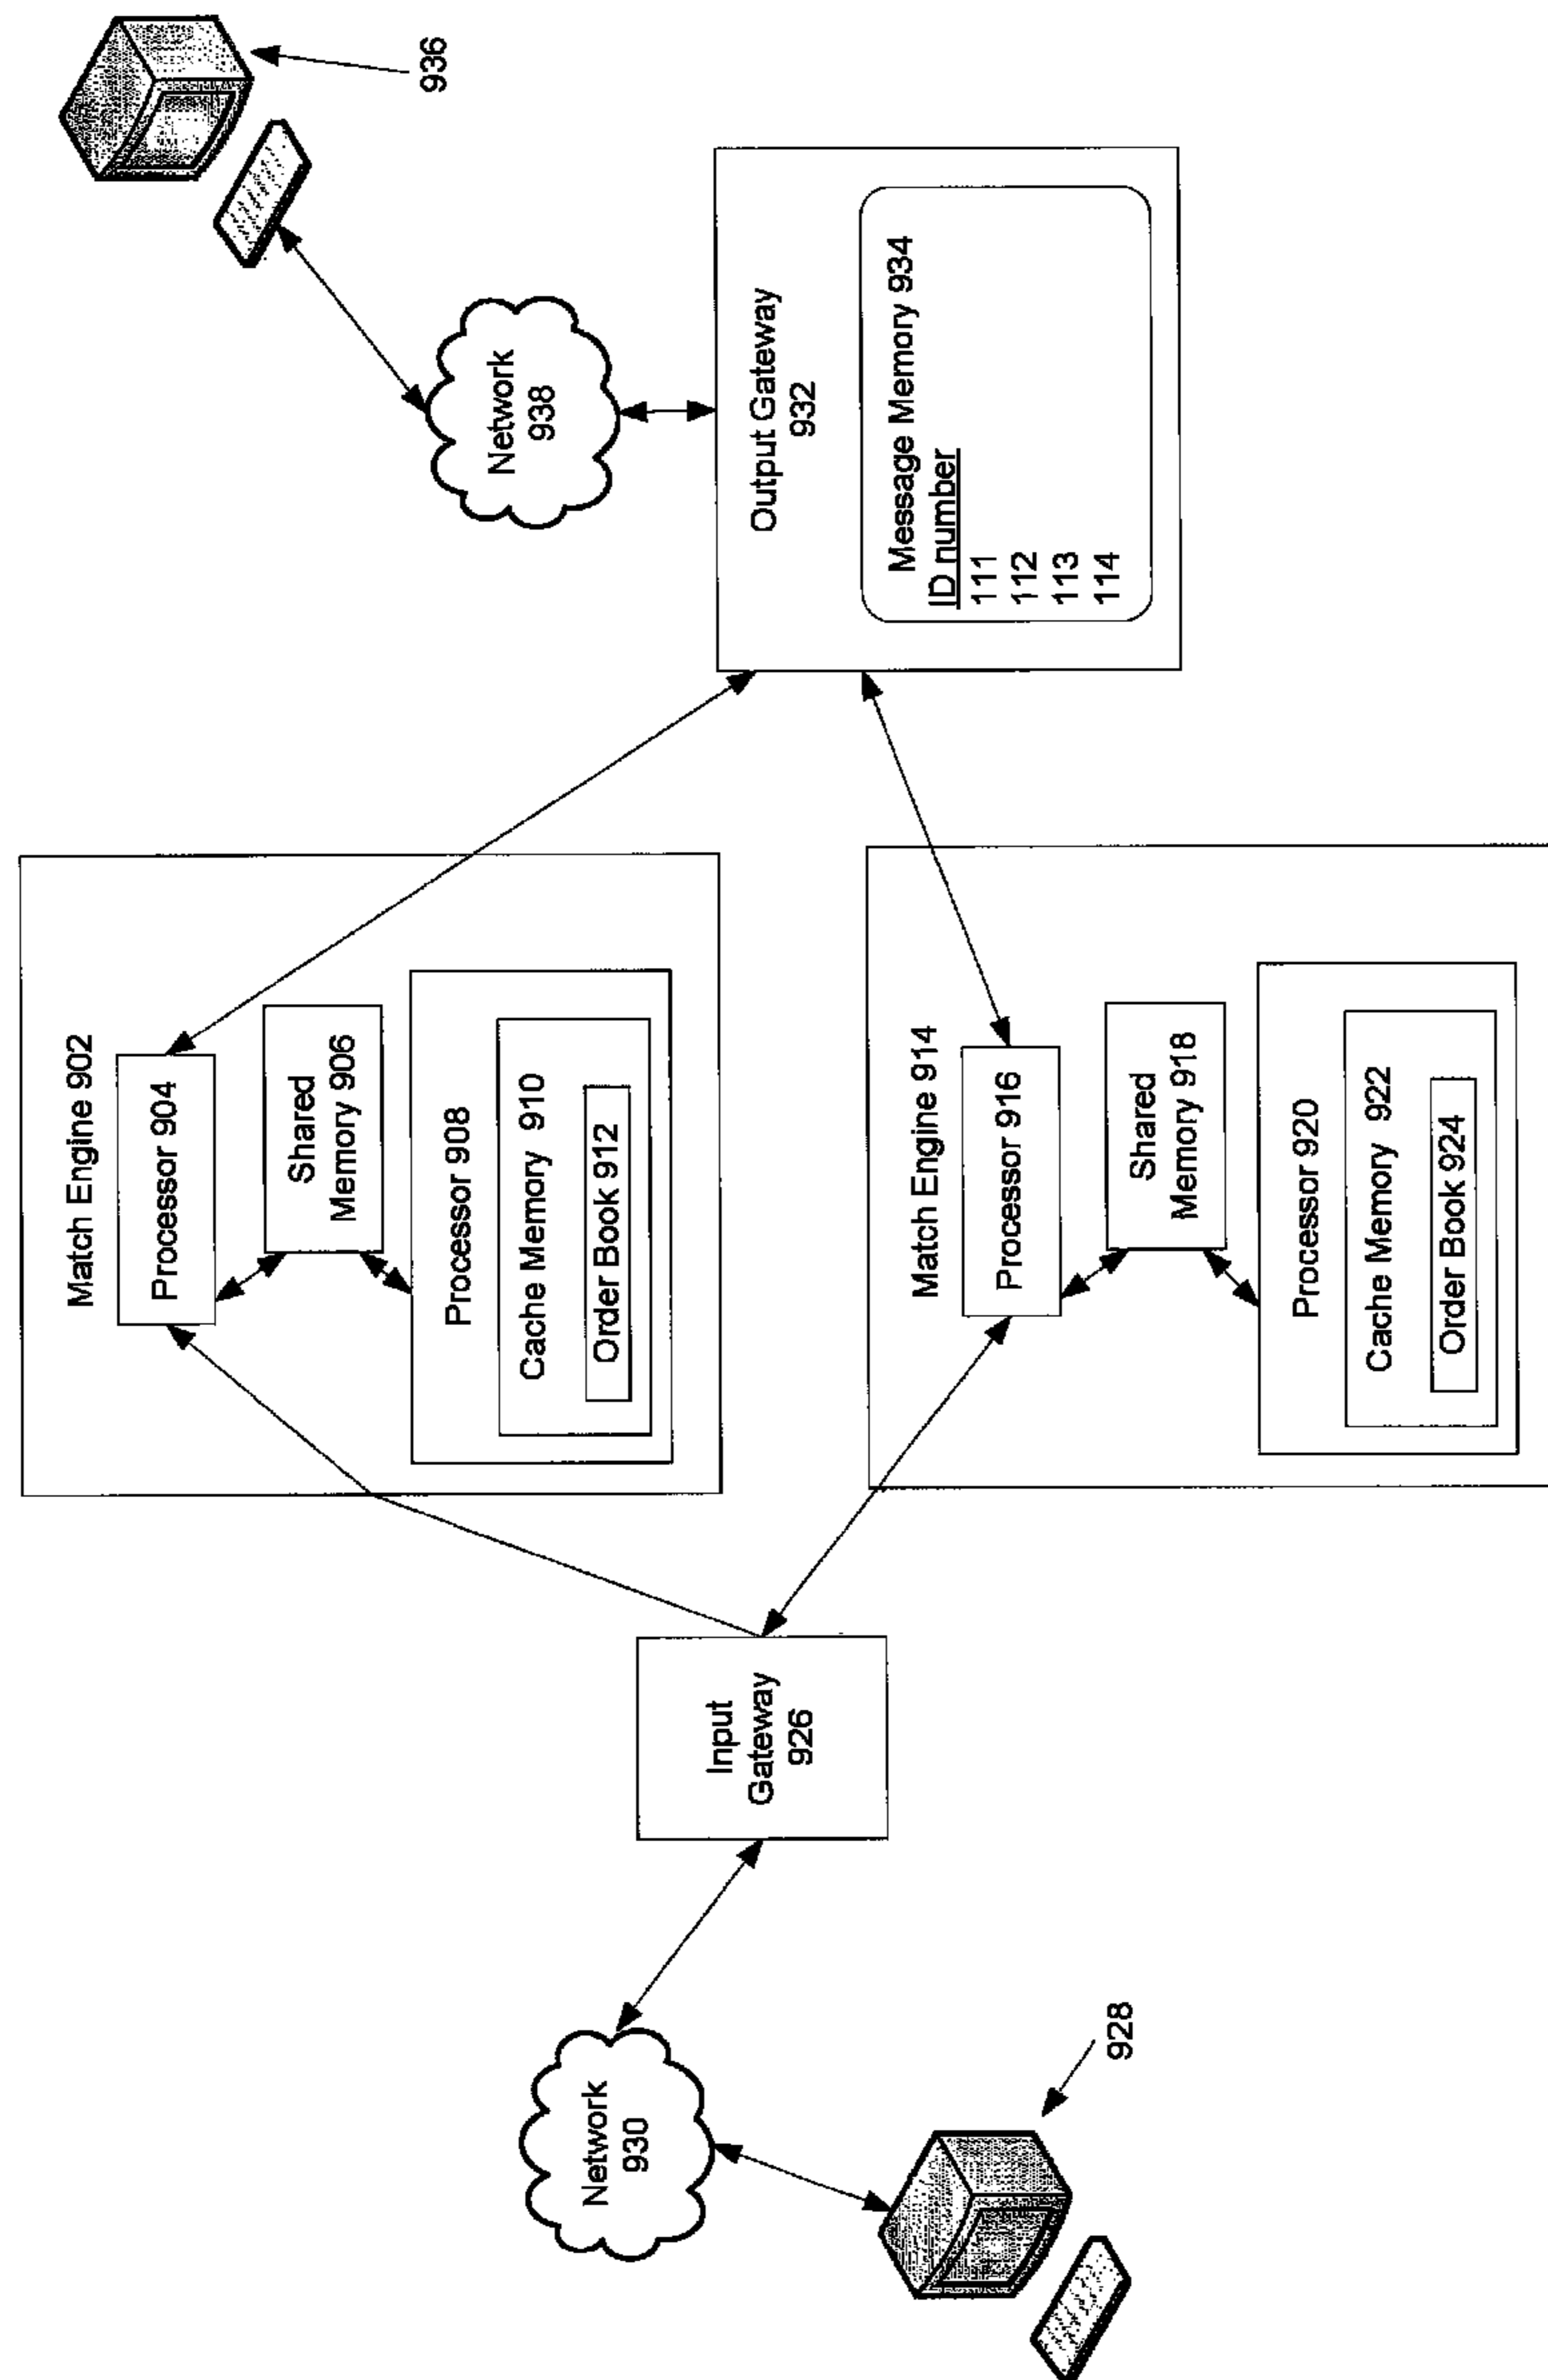 Match Engine 902
Processor 904
Shared
Memory 906
Processor 908
Cache Memory 910
Order Book 912
936
Network
938
Network
930
Input
Gateway
926
Output Gateway
932
Message Memory 934
ID number
111
112
113
114
928
Match Engine 914
Processor 916
Shared
Memory 918
Processor 920
Cache Memory 922
Order Book 924